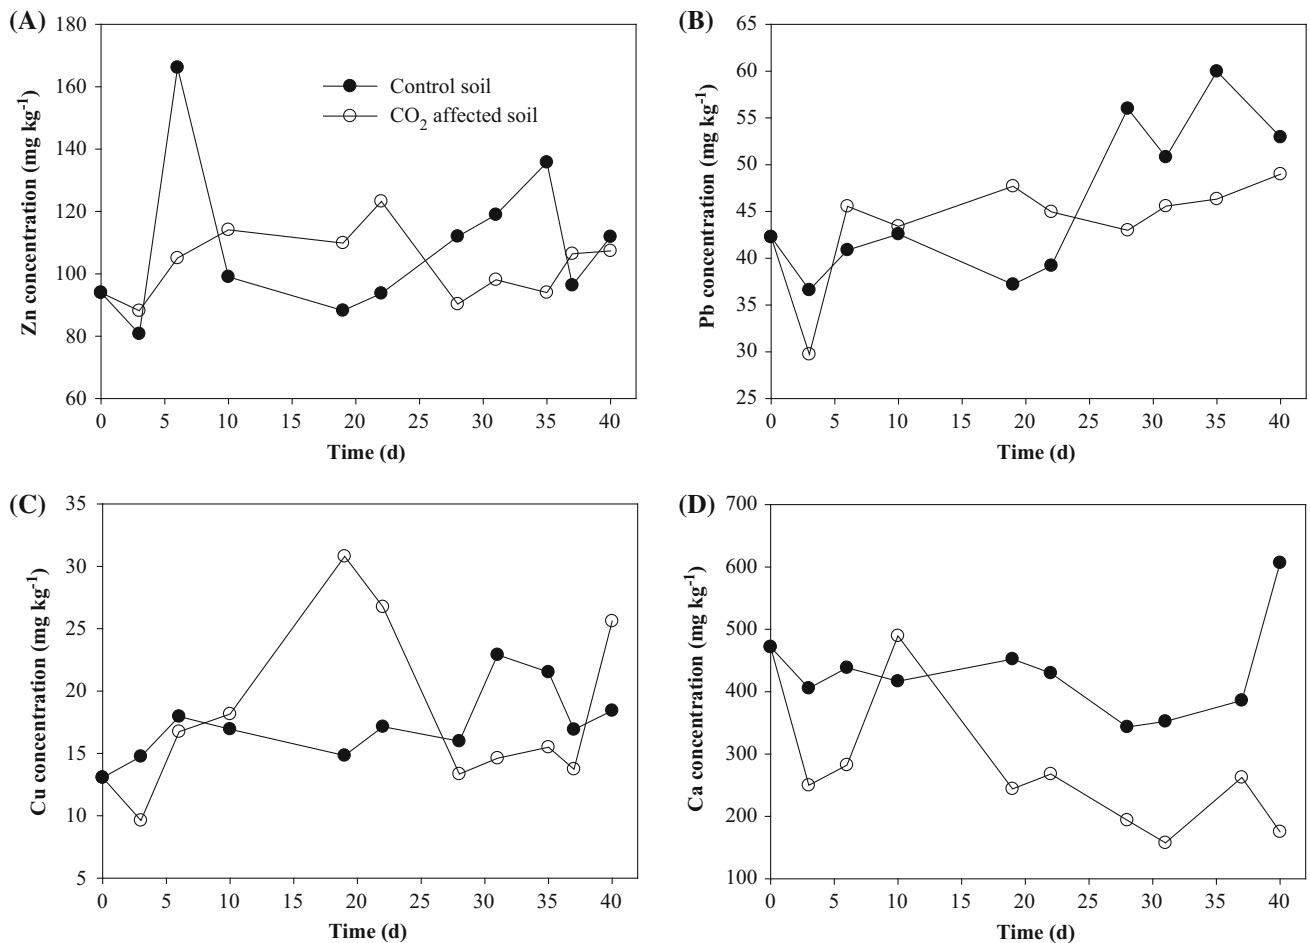 (A)
180
160
140
120
100
80
60
Zn concentration (mg kg⁻¹)
Control soil
CO₂ affected soil
0 5 10 15 20 25 30 35 40
Time (d)
(B)
65
60
55
50
45
40
35
30
25
Pb concentration (mg kg⁻¹)
0 5 10 15 20 25 30 35 40
Time (d)
(C)
35
30
25
20
15
10
5
Cu concentration (mg kg⁻¹)
0 5 10 15 20 25 30 35 40
Time (d)
(D)
700
600
500
400
300
200
100
Ca concentration (mg kg⁻¹)
0 5 10 15 20 25 30 35 40
Time (d)